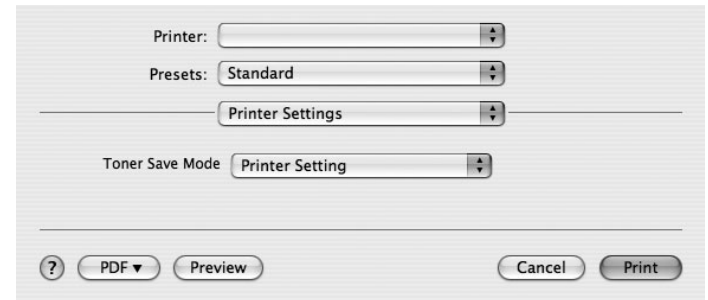 Printer:
Presets: Standard
Printer Settings
Toner Save Mode Printer Setting
? PDF▼ Preview Cancel Print